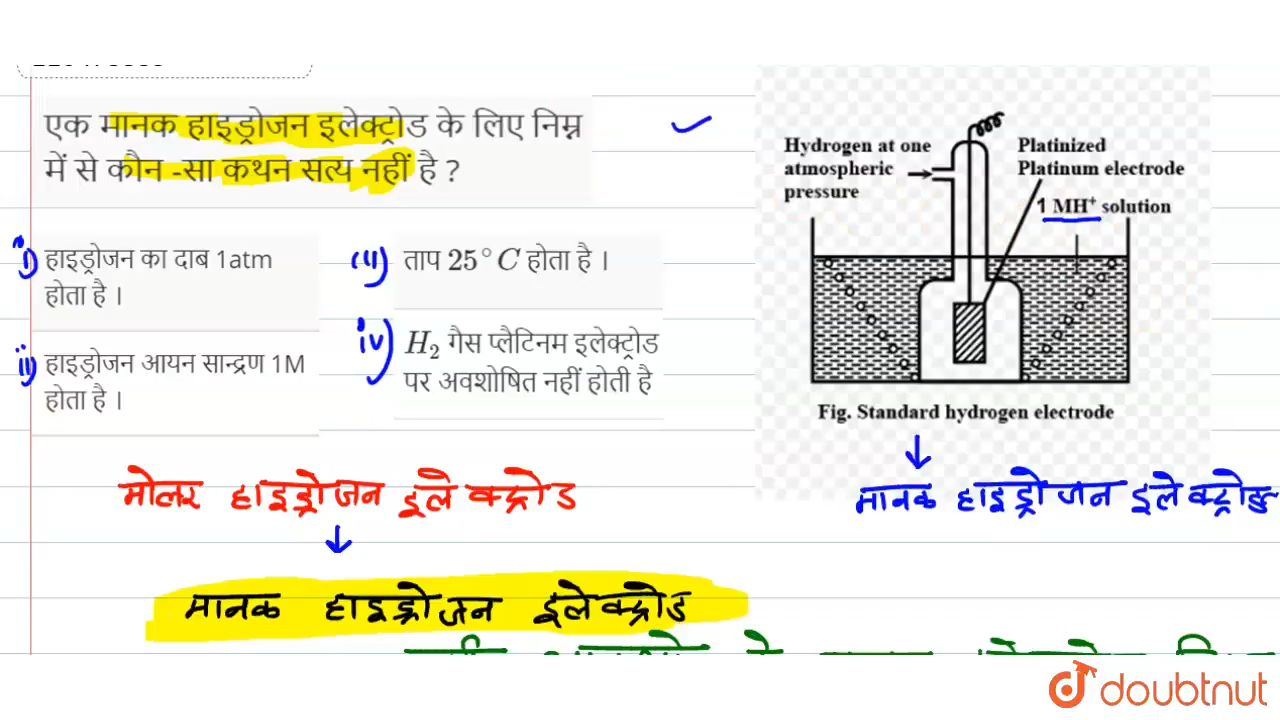 एक मानक हाइड्रोजन इलेक्ट्रोड के लिए निम्न
में से कौन -सा कथन सत्य नहीं है ?
i) हाइड्रोजन का दाब 1atm
होता है ।
(ii) ताप 25°C होता है ।
iii) हाइड्रोजन आयन सान्द्रण 1M
होता है ।
iv) H₂ गैस प्लैटिनम इलेक्ट्रोड
पर अवशोषित नहीं होती है
Hydrogen at one
atmospheric
pressure
Platinized
Platinum electrode
1 MH⁺ solution
Fig. Standard hydrogen electrode
मोलर हाइड्रोजन इलेक्ट्रोड
मानक हाइड्रोजन इलेक्ट्रोड
मानक हाइड्रोजन इलेक्ट्रोड
doubtnut